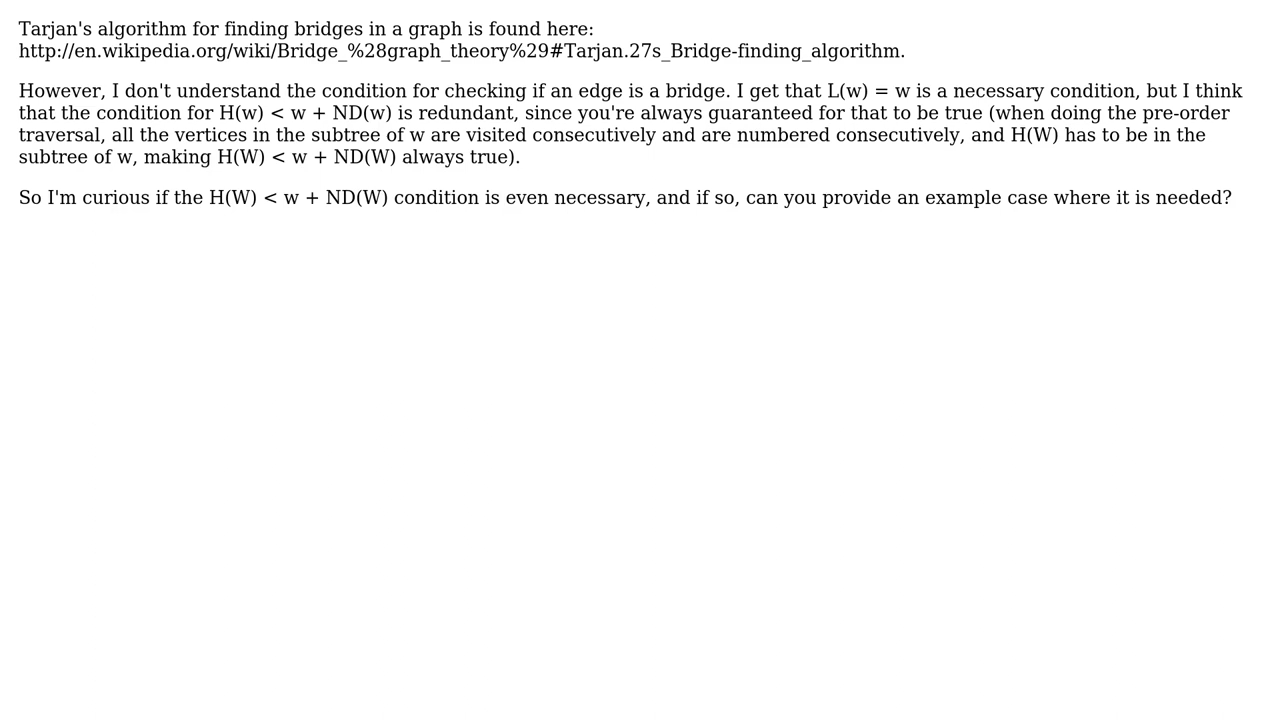 Tarjan's algorithm for finding bridges in a graph is found here:
http://en.wikipedia.org/wiki/Bridge_%28graph_theory%29#Tarjan.27s_Bridge-finding_algorithm.
However, I don't understand the condition for checking if an edge is a bridge. I get that L(w) = w is a necessary condition, but I think
that the condition for H(w) < w + ND(w) is redundant, since you're always guaranteed for that to be true (when doing the pre-order
traversal, all the vertices in the subtree of w are visited consecutively and are numbered consecutively, and H(W) has to be in the
subtree of w, making H(W) < w + ND(W) always true).
So I'm curious if the H(W) < w + ND(W) condition is even necessary, and if so, can you provide an example case where it is needed?